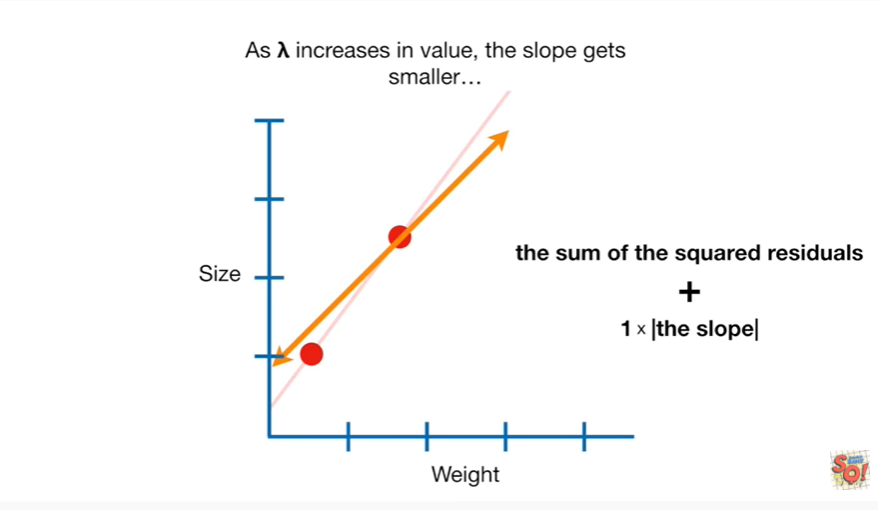 As λ increases in value, the slope gets
smaller...
Size
the sum of the squared residuals
+
1 × |the slope|
Weight
SQ!